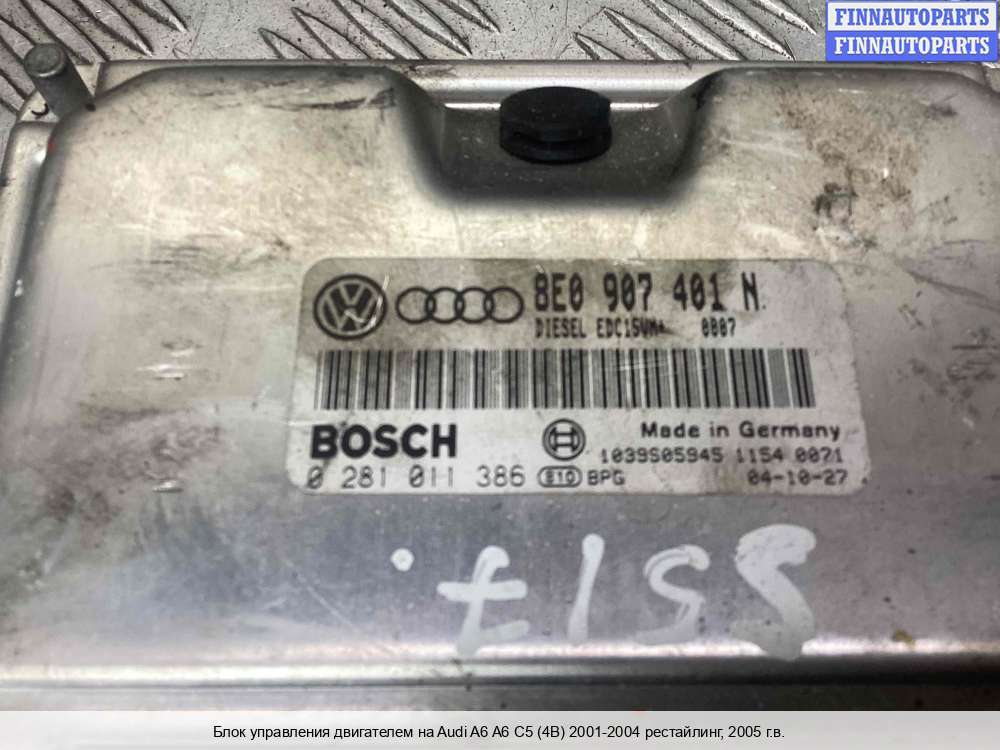 FINNAUTOPARTS
FINNAUTOPARTS
8E0 907 401 N
DIESEL EDC15VM+ 0007
BOSCH
Made in Germany
1039S05945 1154 0071
0 281 011 386 E10 BPG 04-10-27
Блок управления двигателем на Audi A6 A6 C5 (4B) 2001-2004 рестайлинг, 2005 г.в.